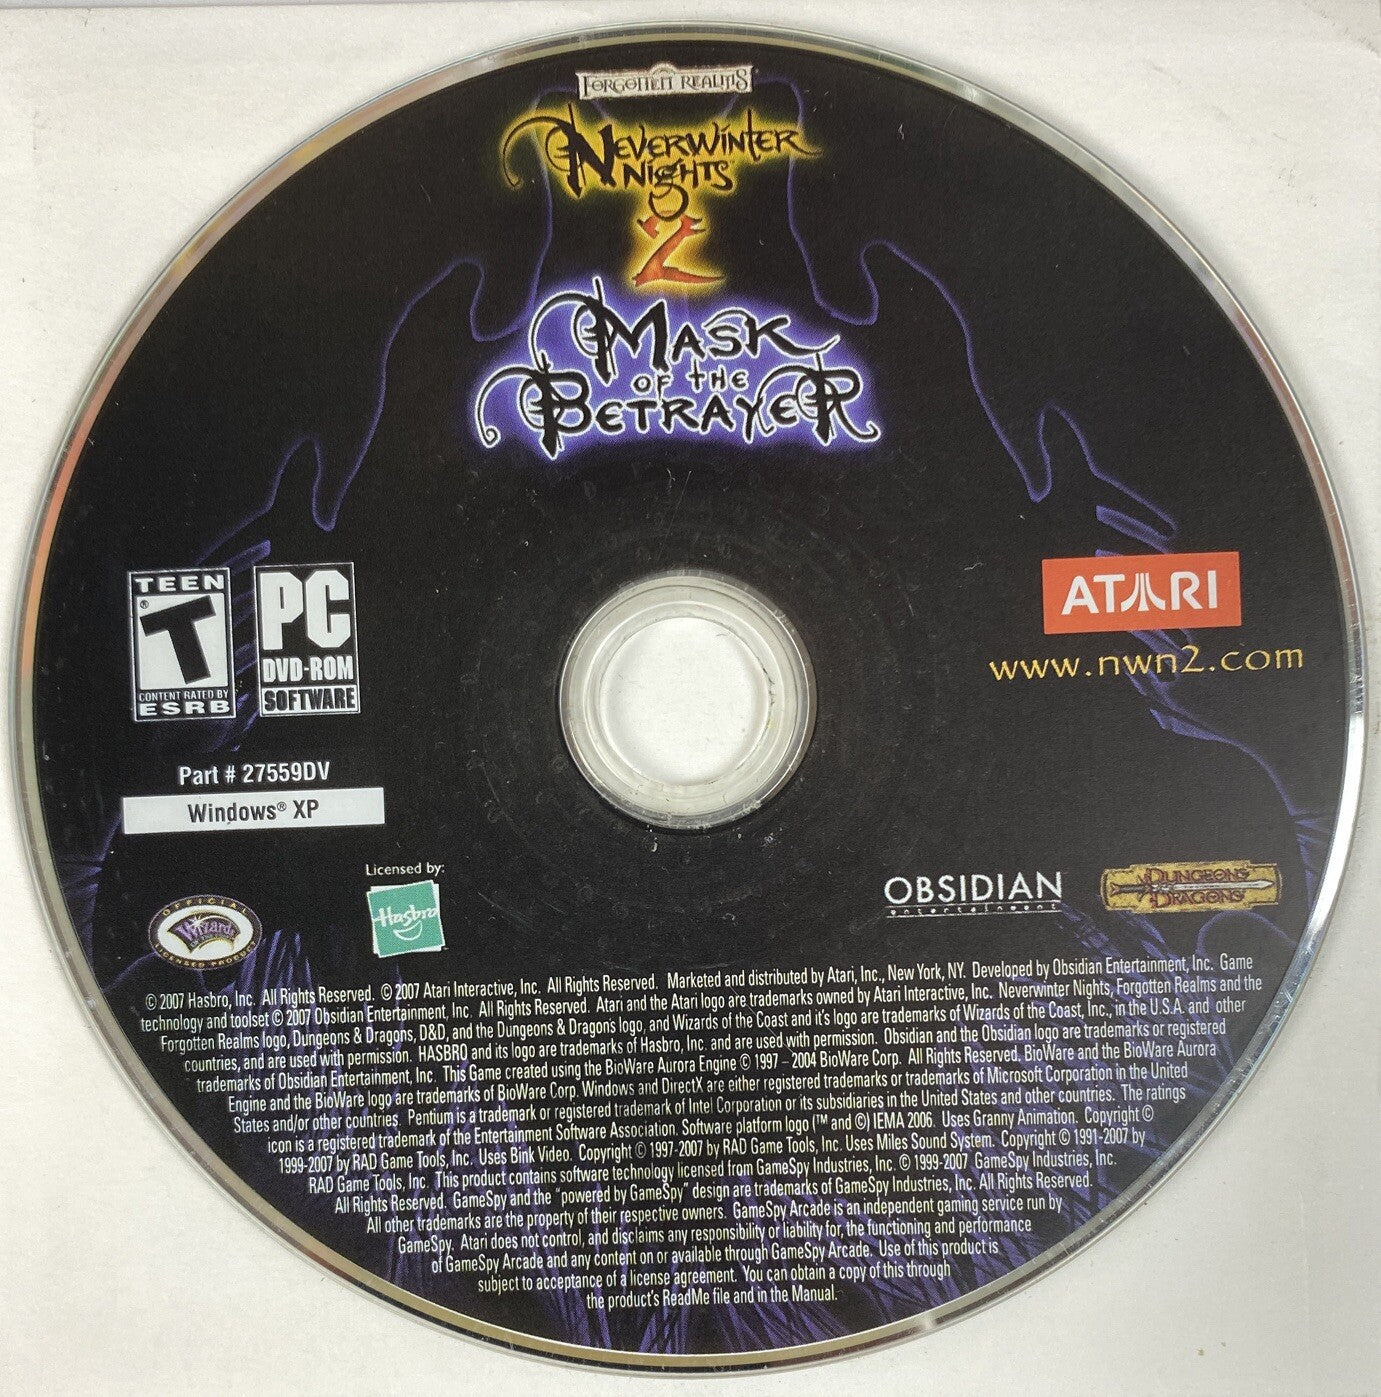 FORGOTTEN REALMS
NEVERWINTER
NIGHTS
2
MASK
OF THE
BETRAYER
TEEN
T
®
CONTENT RATED BY
ESRB
PC
DVD-ROM
SOFTWARE
ATARI
www.nwn2.com
Part # 27559DV
Windows® XP
Licensed by:
Hasbro
OFFICIAL
Wizards
OF THE COAST
LICENSED PRODUCT
OBSIDIAN
entertainment
DUNGEONS
DRAGONS
© 2007 Hasbro, Inc. All Rights Reserved. © 2007 Atari Interactive, Inc. All Rights Reserved. Marketed and distributed by Atari, Inc., New York, NY. Developed by Obsidian Entertainment, Inc. Game
technology and toolset © 2007 Obsidian Entertainment, Inc. All Rights Reserved. Atari and the Atari logo are trademarks owned by Atari Interactive, Inc. Neverwinter Nights, Forgotten Realms and the
Forgotten Realms logo, Dungeons & Dragons, D&D, and the Dungeons & Dragons logo, and Wizards of the Coast and it's logo are trademarks of Wizards of the Coast, Inc., in the U.S.A. and other
countries, and are used with permission. HASBRO and its logo are trademarks of Hasbro, Inc. and are used with permission. Obsidian and the Obsidian logo are trademarks or registered
trademarks of Obsidian Entertainment, Inc. This Game created using the BioWare Aurora Engine © 1997 – 2004 BioWare Corp. All Rights Reserved. BioWare and the BioWare Aurora
Engine and the BioWare logo are trademarks of BioWare Corp. Windows and DirectX are either registered trademarks or trademarks of Microsoft Corporation in the United
States and/or other countries. Pentium is a trademark or registered trademark of Intel Corporation or its subsidiaries in the United States and other countries. The ratings
icon is a registered trademark of the Entertainment Software Association. Software platform logo (™ and ©) IEMA 2006. Uses Granny Animation. Copyright ©
1999-2007 by RAD Game Tools, Inc. Uses Bink Video. Copyright © 1997-2007 by RAD Game Tools, Inc. Uses Miles Sound System. Copyright © 1991-2007 by
RAD Game Tools, Inc. This product contains software technology licensed from GameSpy Industries, Inc. © 1999-2007 GameSpy Industries, Inc.
All Rights Reserved. GameSpy and the "powered by GameSpy" design are trademarks of GameSpy Industries, Inc. All Rights Reserved.
All other trademarks are the property of their respective owners. GameSpy Arcade is an independent gaming service run by
GameSpy. Atari does not control, and disclaims any responsibility or liability for, the functioning and performance
of GameSpy Arcade and any content on or available through GameSpy Arcade. Use of this product is
subject to acceptance of a license agreement. You can obtain a copy of this through
the product's ReadMe file and in the Manual.